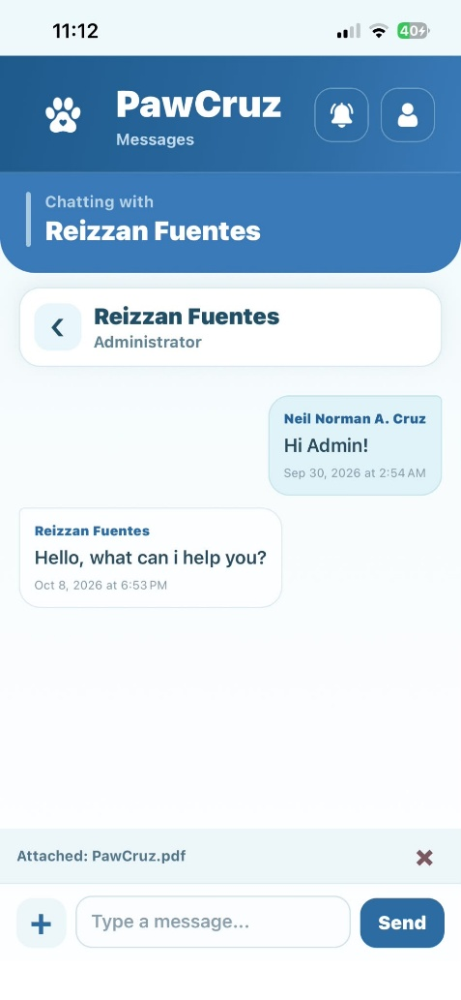 11:12
40
PawCruz
Messages
Chatting with
Reizzan Fuentes
Reizzan Fuentes
Administrator
Neil Norman A. Cruz
Hi Admin!
Sep 30, 2026 at 2:54 AM
Reizzan Fuentes
Hello, what can i help you?
Oct 8, 2026 at 6:53 PM
Attached: PawCruz.pdf
Type a message...
Send